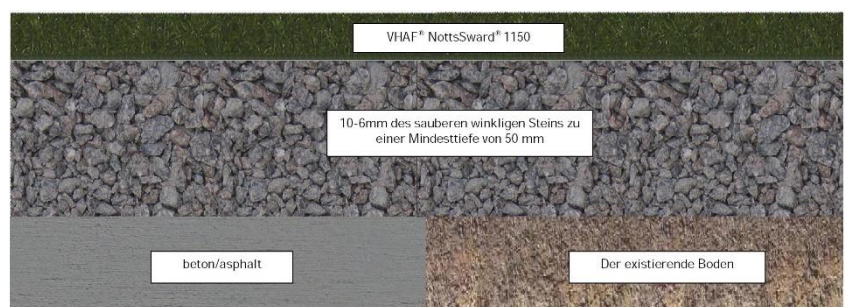 VHAF® NottsSward® 1150
10-6mm des sauberen winkligen Steins zu
einer Mindesttiefe von 50 mm
beton/asphalt
Der existierende Boden